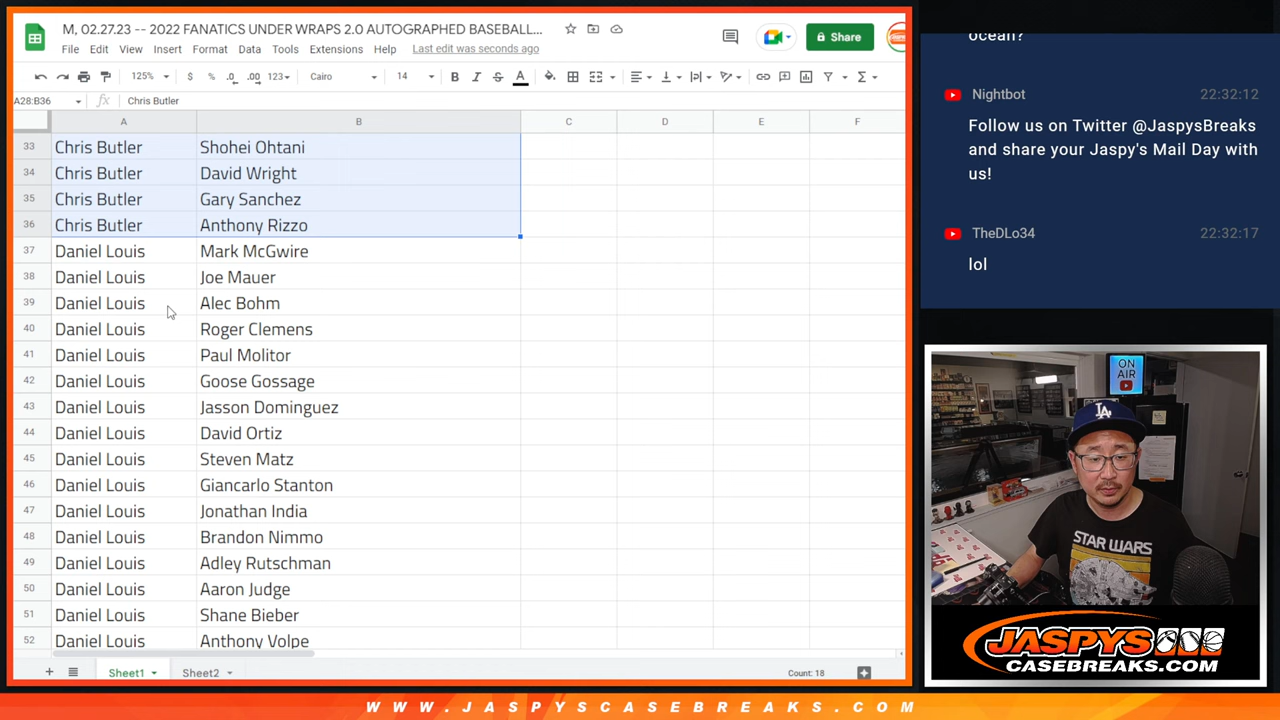 M, 02.27.23 -- 2022 FANATICS UNDER WRAPS 2.0 AUTOGRAPHED BASEBALL...
File Edit View Insert Format Data Tools Extensions Help Last edit was seconds ago
Share
125% $ % .0 .00 123 Cairo 14 B I S A
A28:B36 fx Chris Butler
A B C D E F
33 Chris Butler Shohei Ohtani
34 Chris Butler David Wright
35 Chris Butler Gary Sanchez
36 Chris Butler Anthony Rizzo
37 Daniel Louis Mark McGwire
38 Daniel Louis Joe Mauer
39 Daniel Louis Alec Bohm
40 Daniel Louis Roger Clemens
41 Daniel Louis Paul Molitor
42 Daniel Louis Goose Gossage
43 Daniel Louis Jasson Dominguez
44 Daniel Louis David Ortiz
45 Daniel Louis Steven Matz
46 Daniel Louis Giancarlo Stanton
47 Daniel Louis Jonathan India
48 Daniel Louis Brandon Nimmo
49 Daniel Louis Adley Rutschman
50 Daniel Louis Aaron Judge
51 Daniel Louis Shane Bieber
52 Daniel Louis Anthony Volpe
Sheet1 Sheet2 Count: 18
ocean?
Nightbot 22:32:12
Follow us on Twitter @JaspysBreaks
and share your Jaspy's Mail Day with
us!
TheDLo34 22:32:17
lol
ON
AIR
LA
STAR WARS
JASPYS
CASEBREAKS.COM
WWW.JASPYSCASEBREAKS.COM